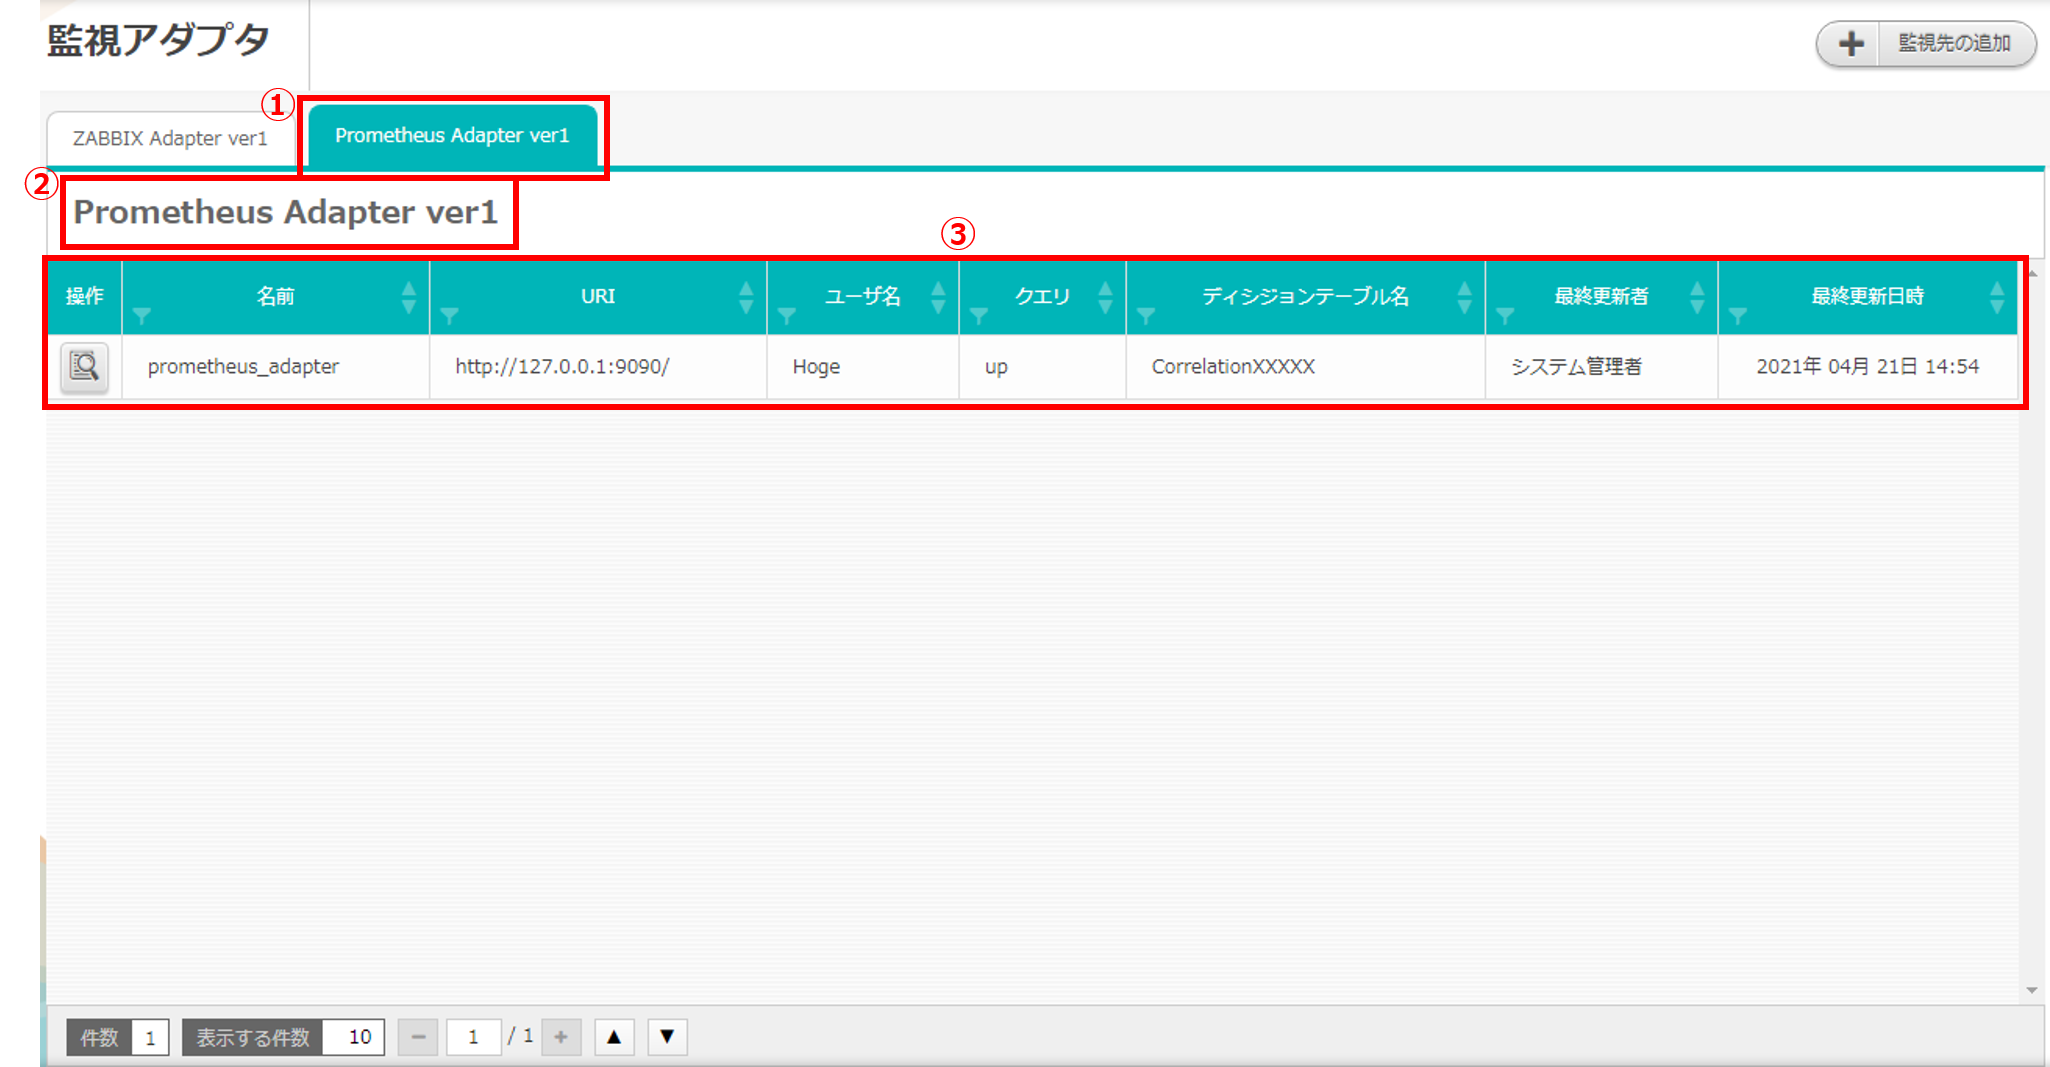 監視アダプタ
監視先の追加
①
ZABBIX Adapter ver1
Prometheus Adapter ver1
②
Prometheus Adapter ver1
③
操作 名前 URI ユーザ名 クエリ ディシジョンテーブル名 最終更新者 最終更新日時
prometheus_adapter http://127.0.0.1:9090/ Hoge up CorrelationXXXXX システム管理者 2021年 04月 21日 14:54
件数 1 表示する件数 10 － 1 / 1 + ▲ ▼